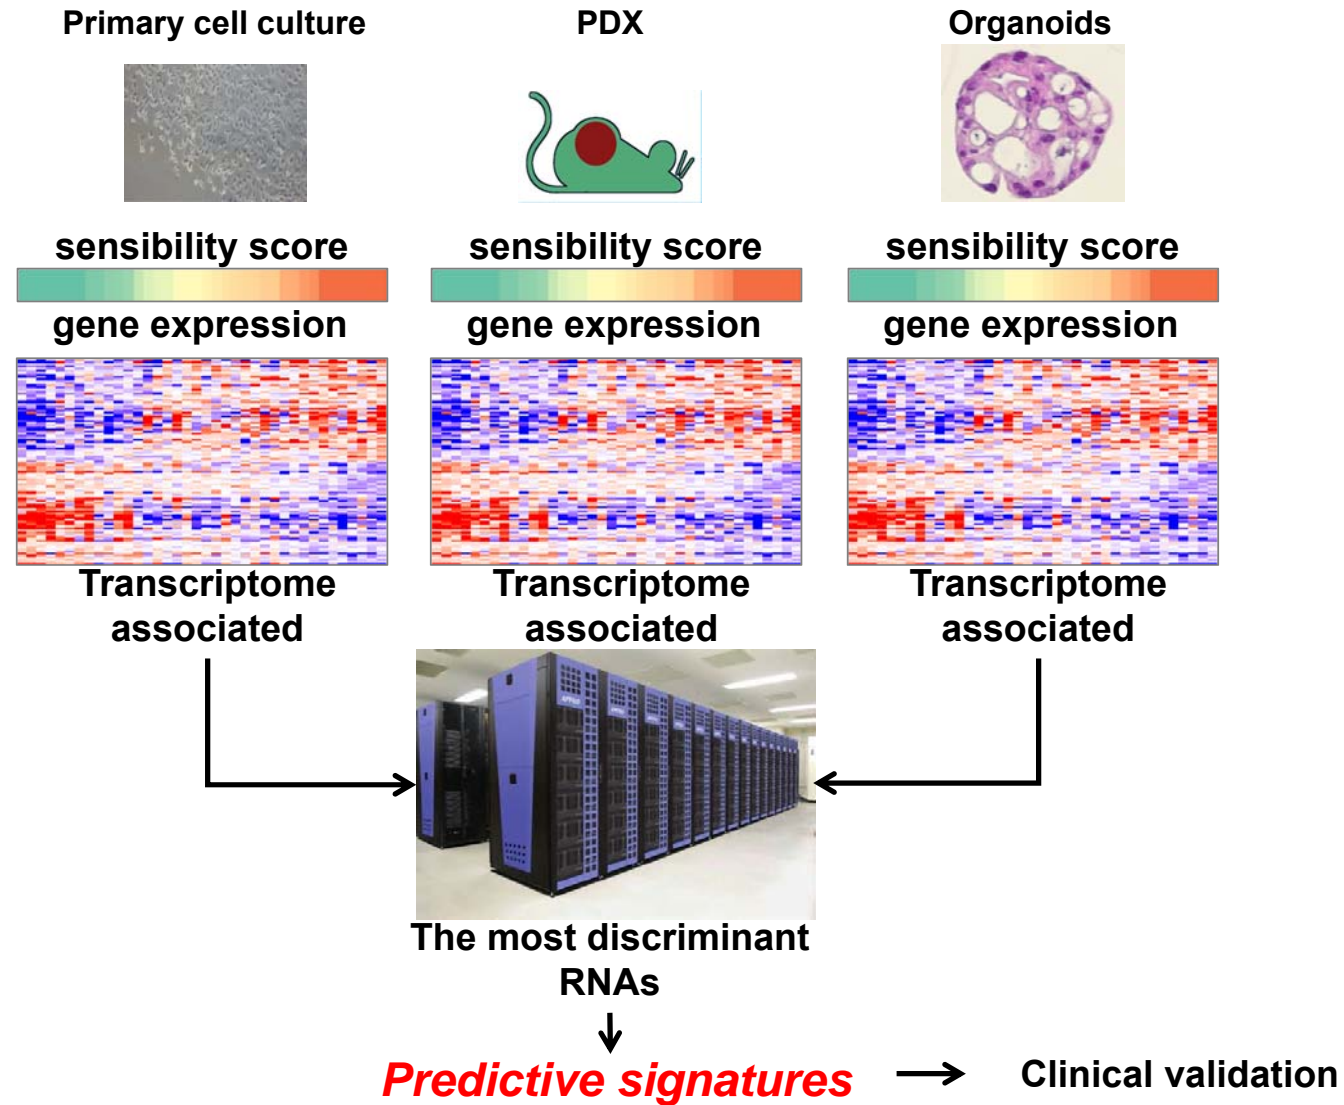 Primary cell culture
PDX
Organoids
sensibility score
sensibility score
sensibility score
gene expression
gene expression
gene expression
Transcriptome
associated
Transcriptome
associated
Transcriptome
associated
The most discriminant
RNAs
Predictive signatures
Clinical validation